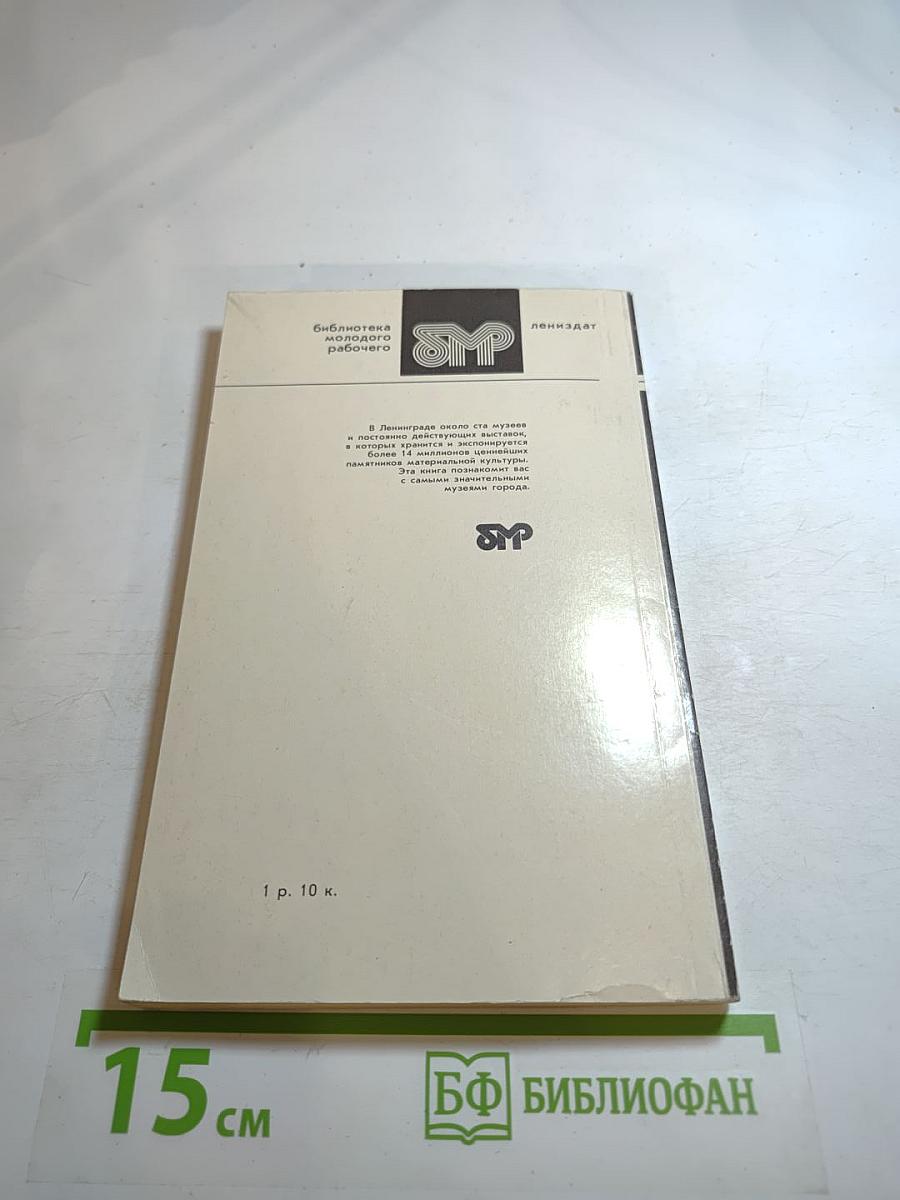 библиотека
молодого
рабочего
БМР
лениздат
В Ленинграде около ста музеев
и постоянно действующих выставок,
в которых хранится и экспонируется
более 14 миллионов ценнейших
памятников материальной культуры.
Эта книга познакомит вас
с самыми значительными
музеями города.
БМР
1 р. 10 к.
15 см
БФ БИБЛИОФАН